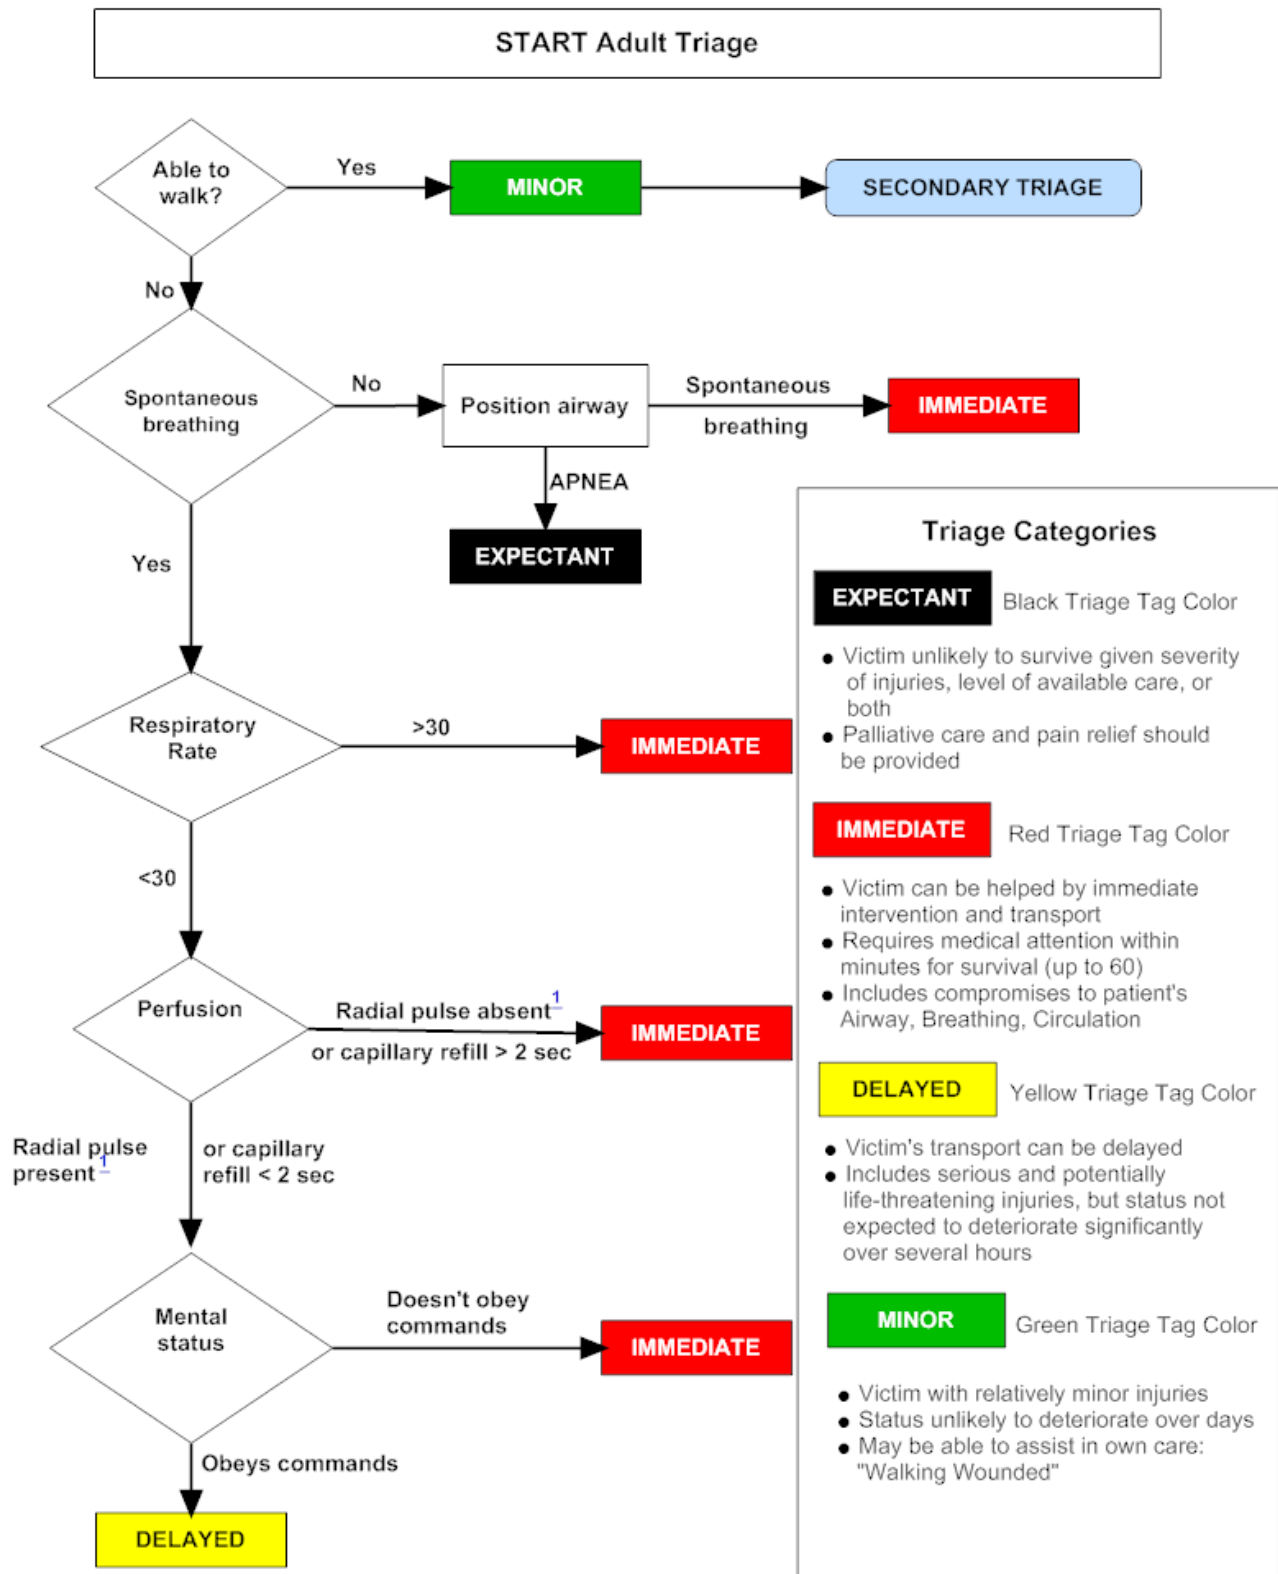 START Adult Triage
Able to
walk?
Yes
MINOR
SECONDARY TRIAGE
No
Spontaneous
breathing
No
Position airway
Spontaneous
breathing
IMMEDIATE
APNEA
EXPECTANT
Yes
Respiratory
Rate
>30
IMMEDIATE
<30
Perfusion
Radial pulse absent 1
or capillary refill > 2 sec
IMMEDIATE
Radial pulse
present 1
or capillary
refill < 2 sec
Mental
status
Doesn't obey
commands
IMMEDIATE
Obeys commands
DELAYED
Triage Categories
EXPECTANT Black Triage Tag Color
● Victim unlikely to survive given severity
of injuries, level of available care, or
both
● Palliative care and pain relief should
be provided
IMMEDIATE Red Triage Tag Color
● Victim can be helped by immediate
intervention and transport
● Requires medical attention within
minutes for survival (up to 60)
● Includes compromises to patient's
Airway, Breathing, Circulation
DELAYED Yellow Triage Tag Color
● Victim's transport can be delayed
● Includes serious and potentially
life-threatening injuries, but status not
expected to deteriorate significantly
over several hours
MINOR Green Triage Tag Color
● Victim with relatively minor injuries
● Status unlikely to deteriorate over days
● May be able to assist in own care:
"Walking Wounded"